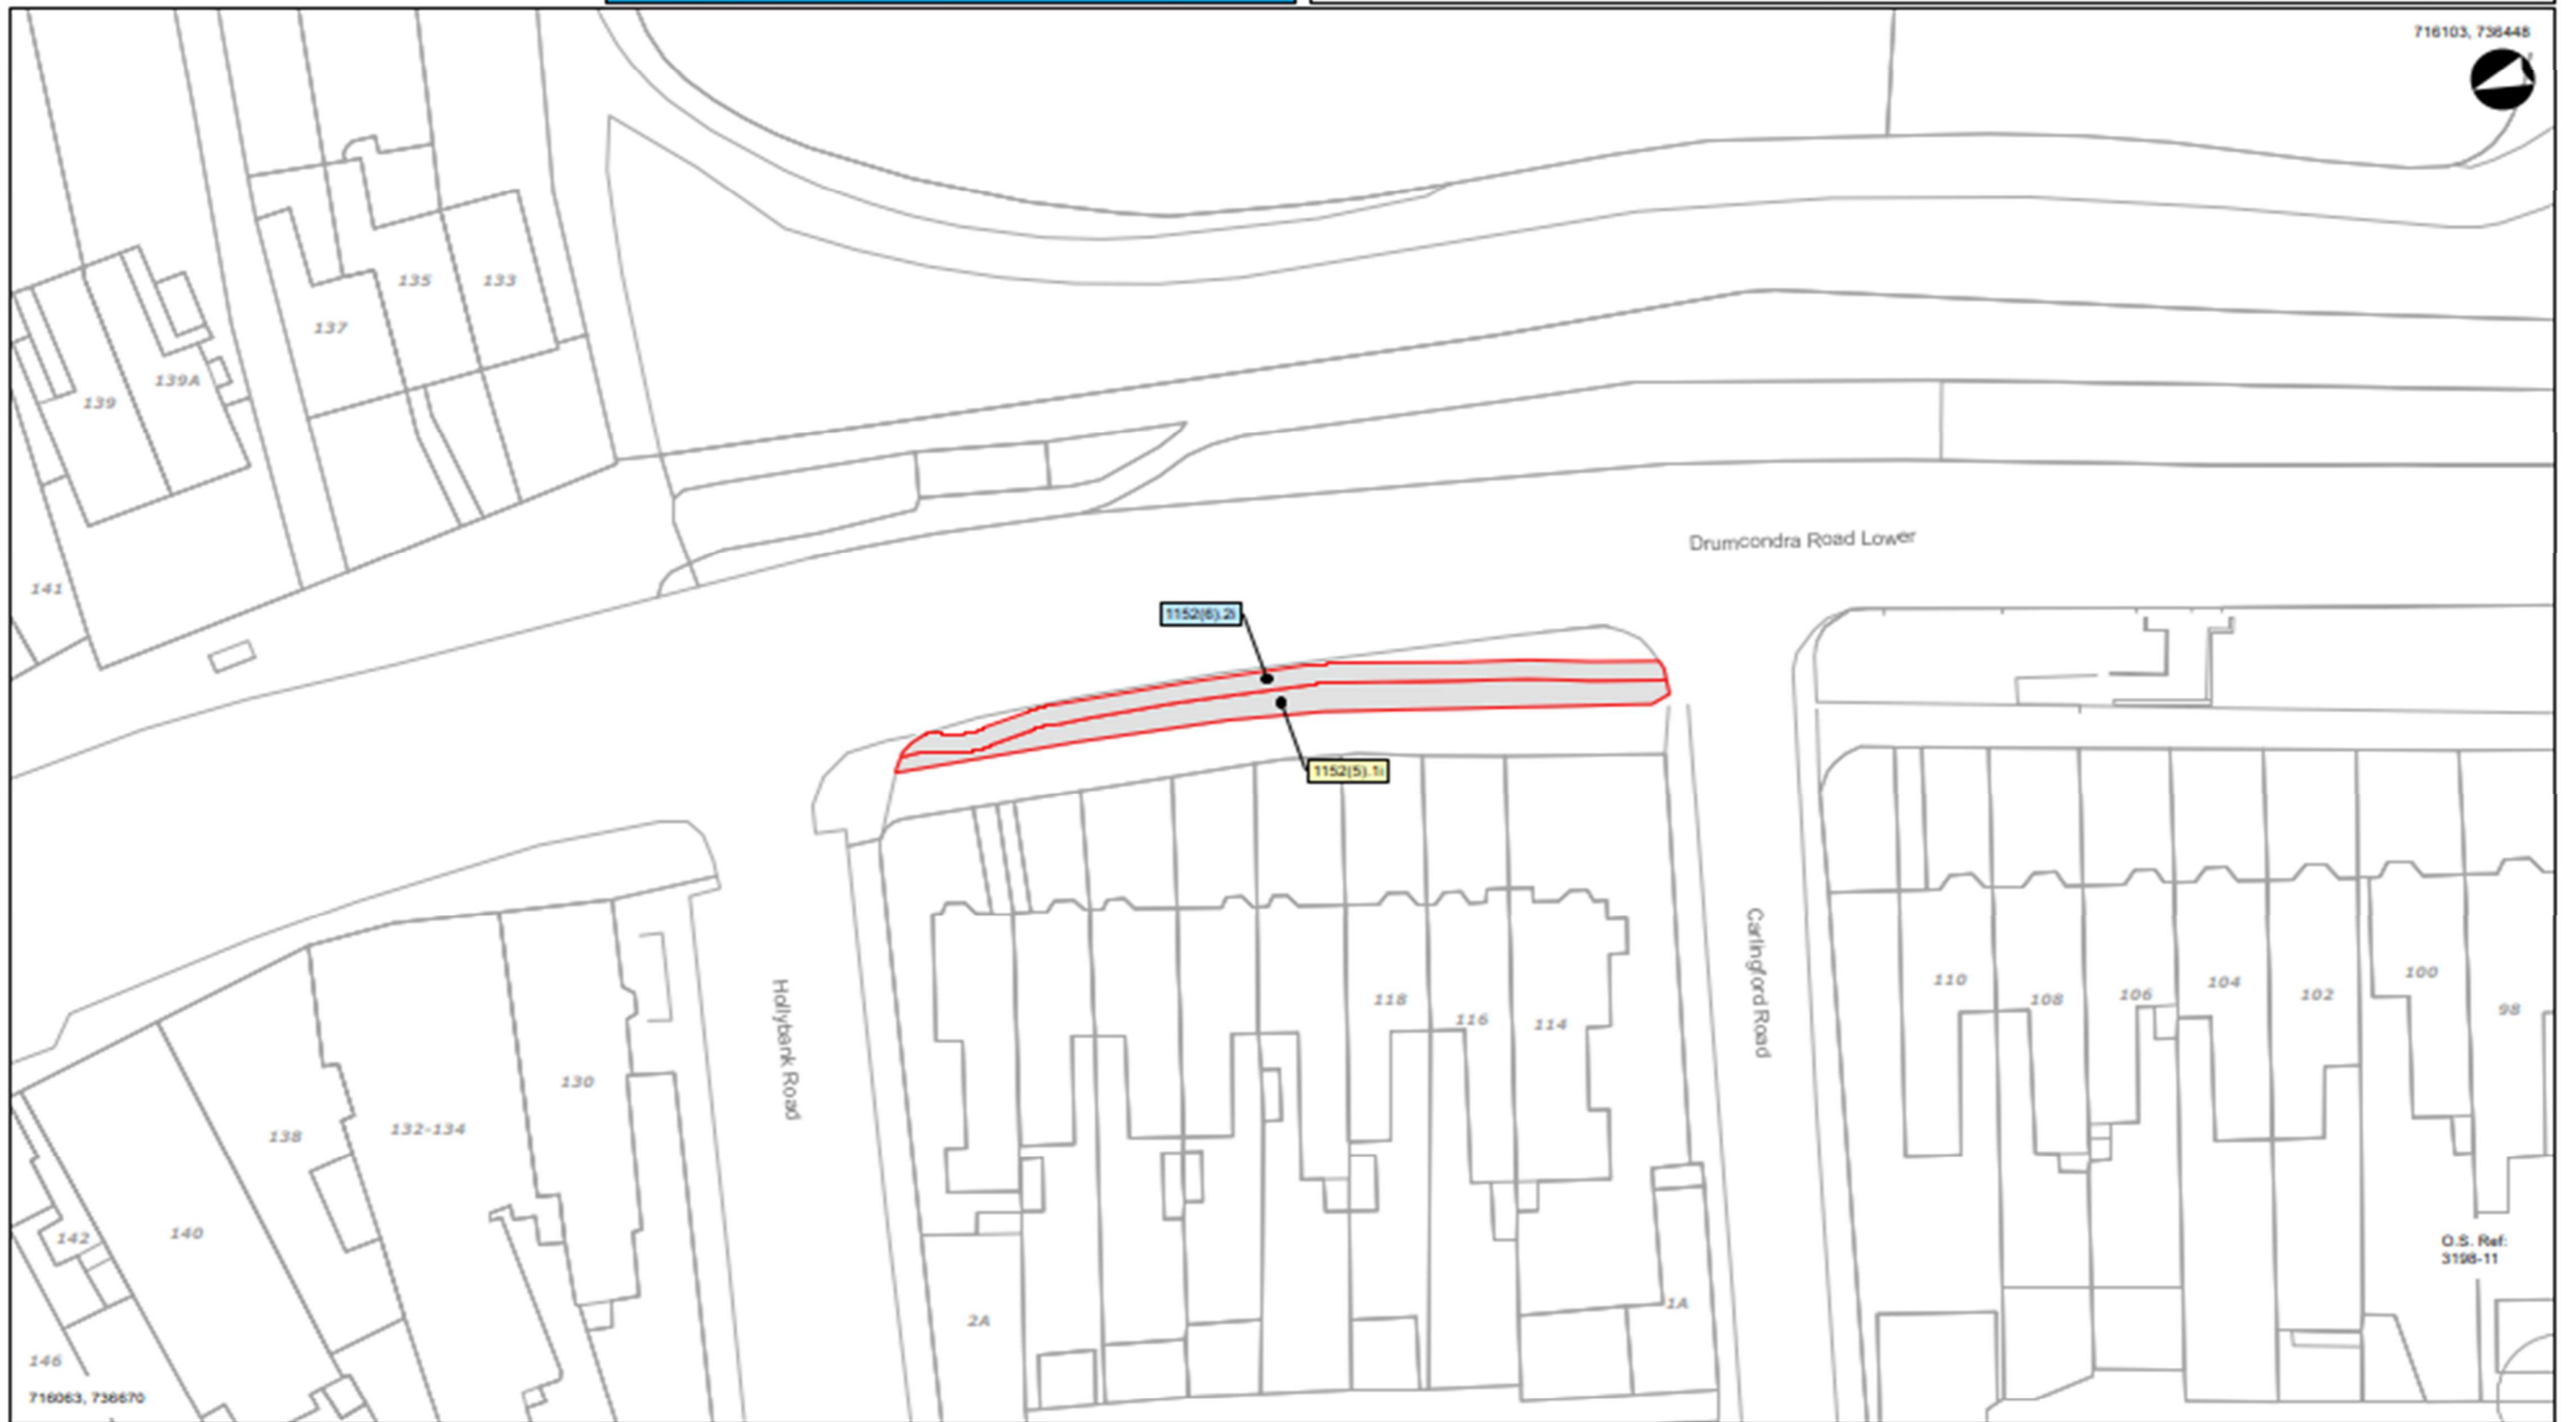 716103, 736448
135
133
137
139A
139
141
Drumcondra Road Lower
1152(6).2i
1152(5).1i
Hollybank Road
Carlingford Road
110
108
106
104
102
100
98
118
116
114
130
132-134
138
140
142
146
2A
1A
O.S. Ref:
3198-11
716063, 736670